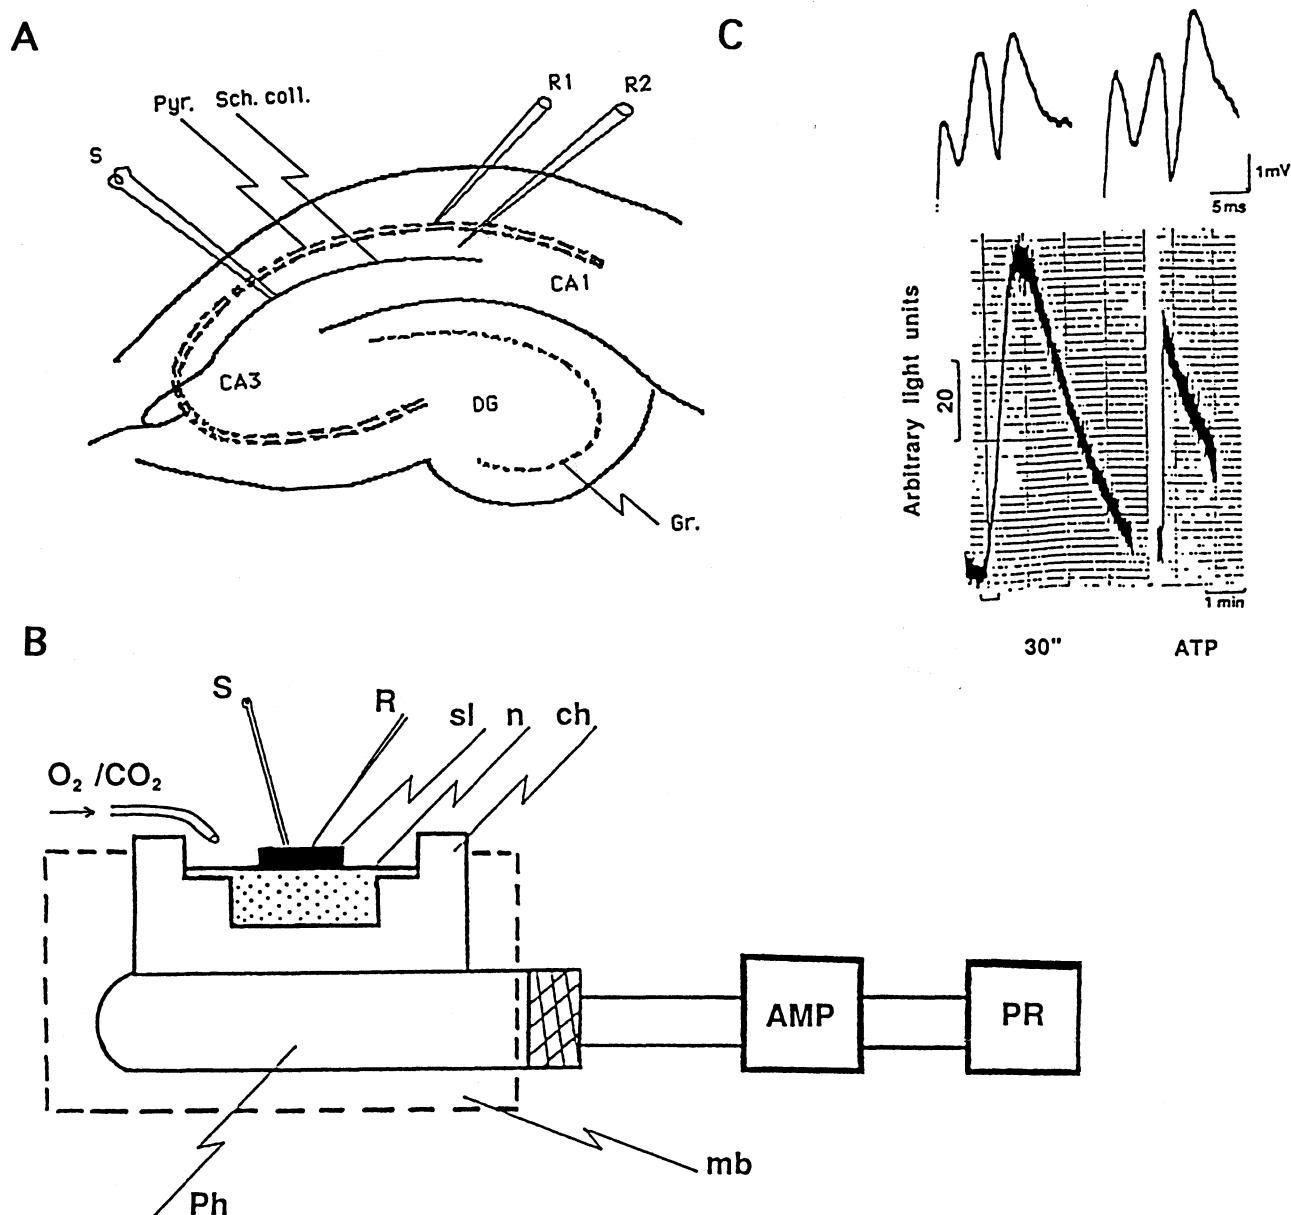 A
Pyr. Sch. coll.
R1
R2
S
CA1
CA3
DG
Gr.
B
S
R
sl
n
ch
O₂ /CO₂
AMP
PR
mb
Ph
C
1mV
5ms
Arbitrary light units
20
1 min
30"
ATP